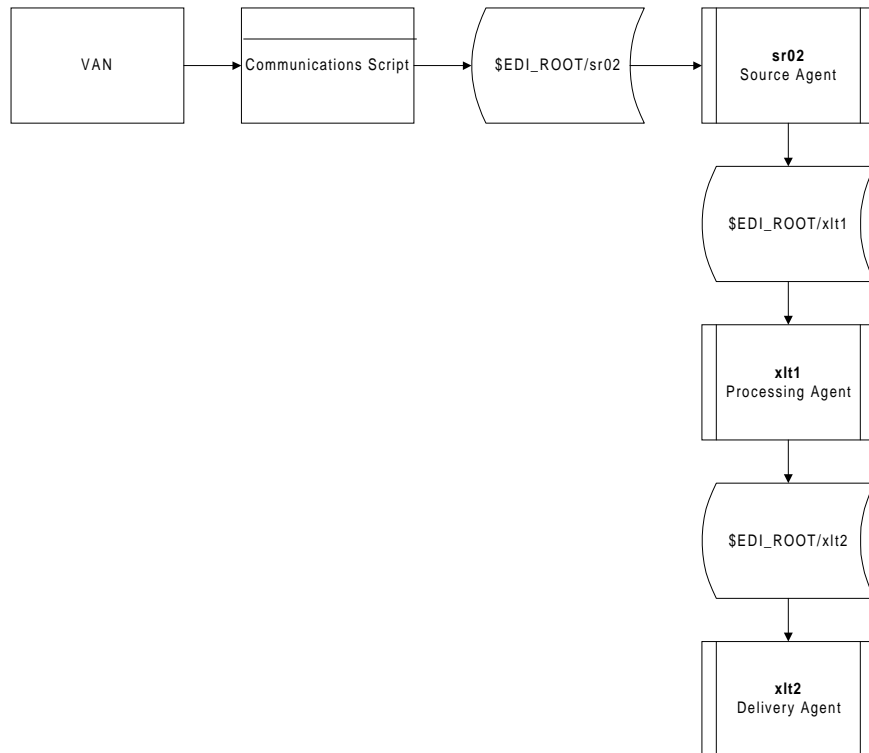 VAN
Communications Script
$EDI_ROOT/sr02
sr02
Source Agent
$EDI_ROOT/xlt1
xlt1
Processing Agent
$EDI_ROOT/xlt2
xlt2
Delivery Agent